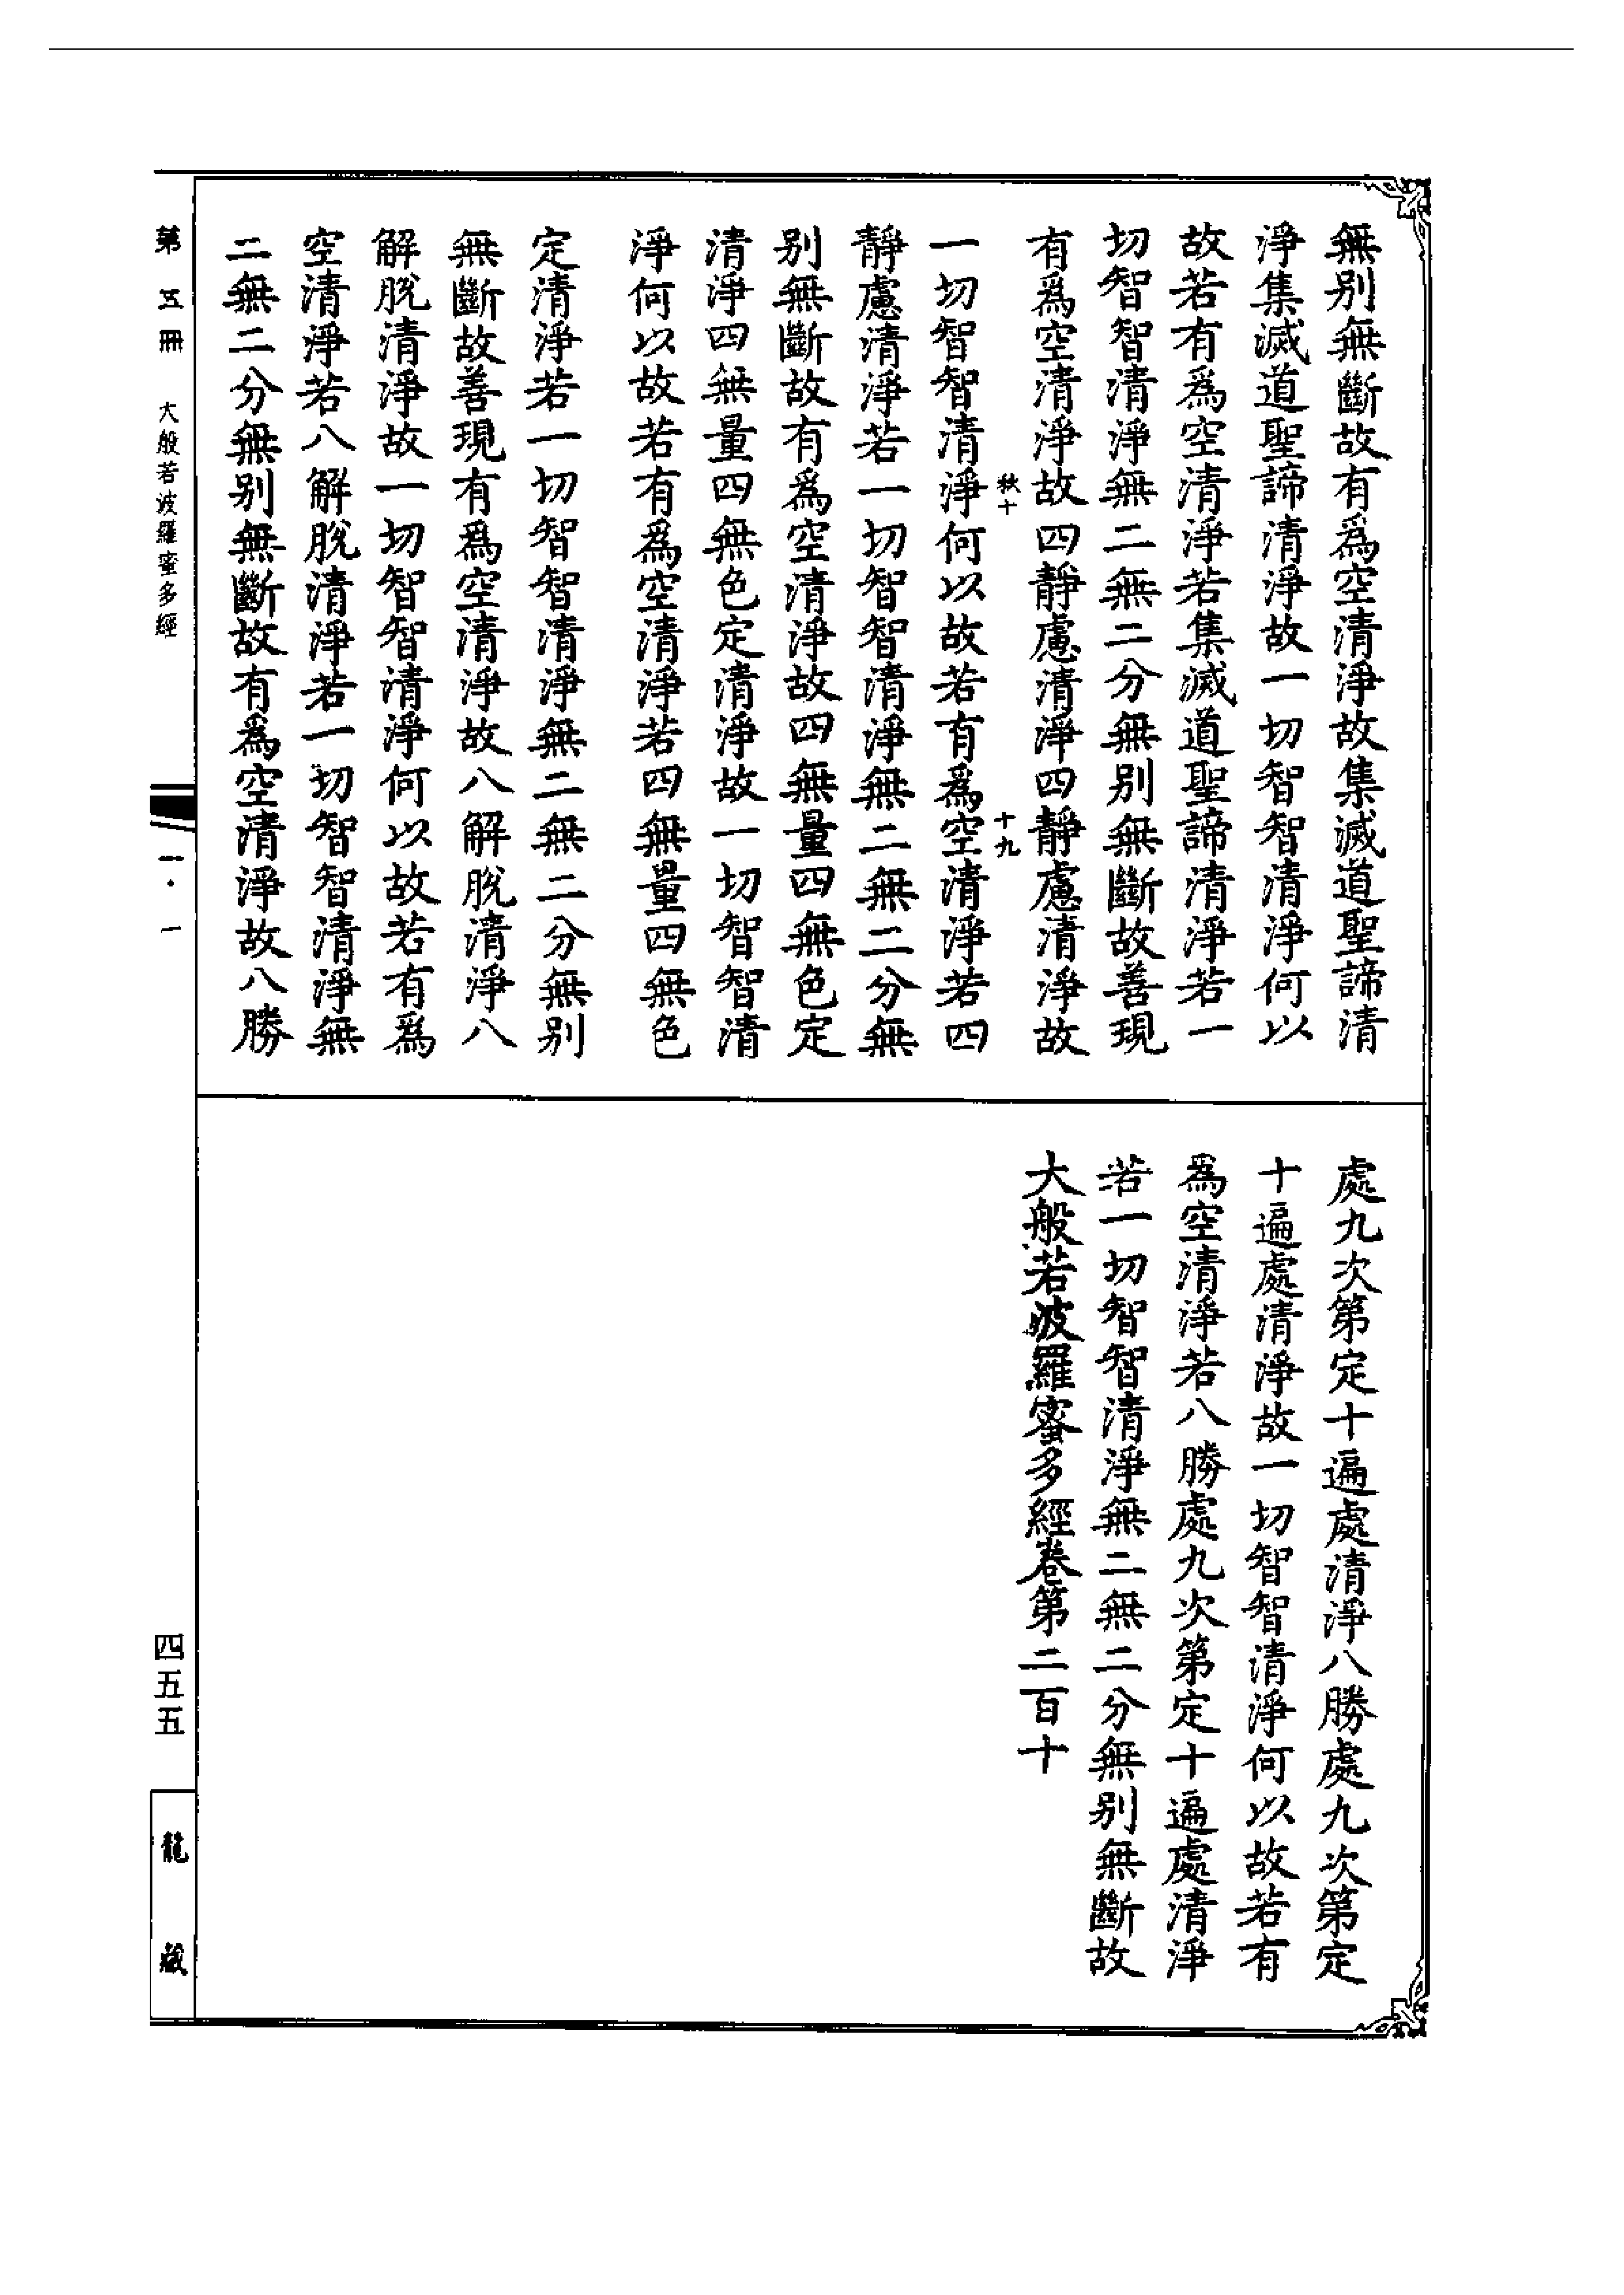 無别無斷故有爲空清淨故集滅道聖諦清
淨集滅道聖諦清淨故一切智智清淨何以
故若有爲空清淨若集滅道聖諦清淨若一
切智智清淨無二無二分無别無斷故善現
有爲空清淨故四靜慮清淨四靜慮清淨故
秋十 十九
一切智智清淨何以故若有爲空清淨若四
靜慮清淨若一切智智清淨無二無二分無
别無斷故有爲空清淨故四無量四無色定
清淨四無量四無色定清淨故一切智智清
淨何以故若有爲空清淨若四無量四無色
定清淨若一切智智清淨無二無二分無别
無斷故善現有爲空清淨故八解脫清淨八
解脫清淨故一切智智清淨何以故若有爲
空清淨若八解脫清淨若一切智智清淨無
二無二分無别無斷故有爲空清淨故八勝
處九次第定十遍處清淨八勝處九次第定
十遍處清淨故一切智智清淨何以故若有
爲空清淨若八勝處九次第定十遍處清淨
若一切智智清淨無二無二分無别無斷故
大般若波羅蜜多經卷第二百十
第五冊 大般若波羅蜜多經 一·一 四五五 龍藏